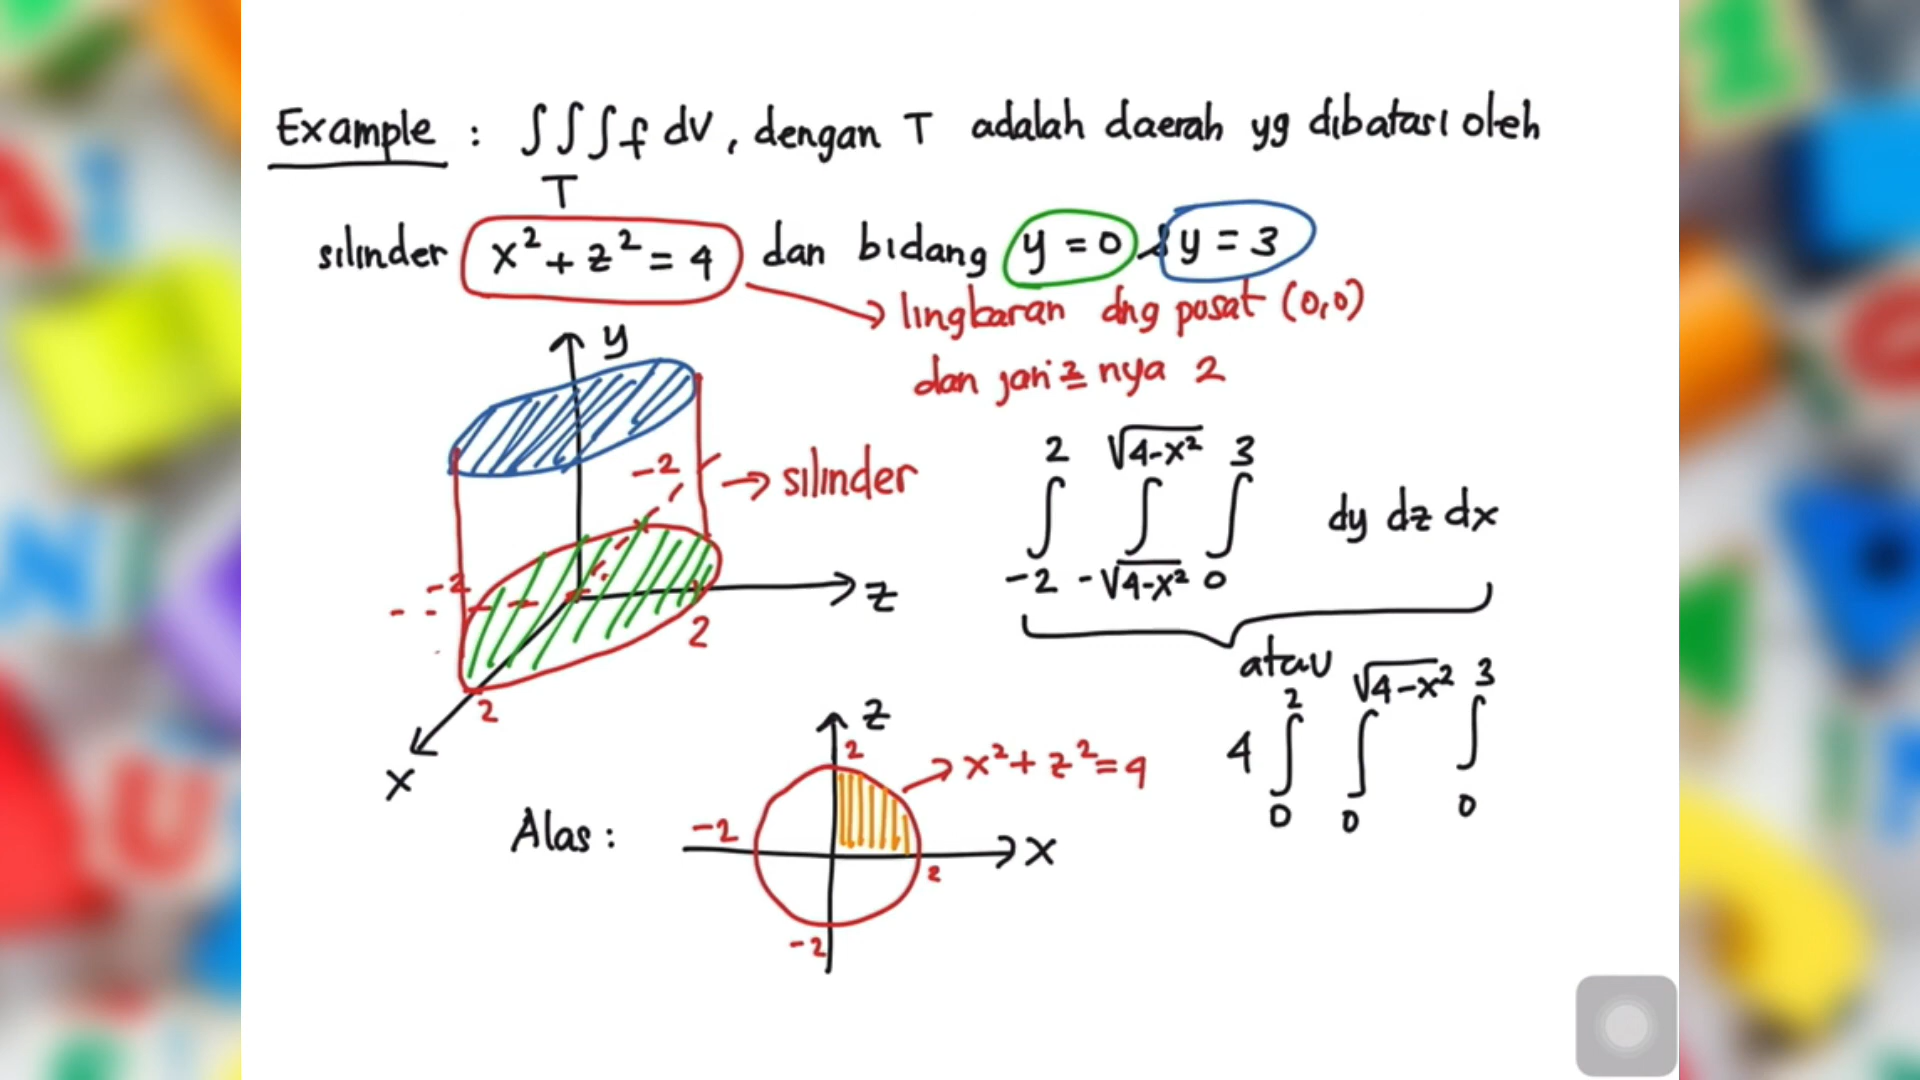 Example : ∫∫∫ f dV, dengan T adalah daerah yg dibatasi oleh
T
silinder x² + z² = 4 dan bidang y = 0, y = 3
→ lingkaran dng pusat (0,0)
dan jari2 nya 2
y
-2 → silinder
-2
z
2
2
x
2 √4-x² 3
∫ ∫ ∫ dy dz dx
-2 -√4-x² 0
atau
2 √4-x² 3
4 ∫ ∫ ∫
0 0 0
Alas :
z
2
→ x² + z² = 4
-2
x
2
-2